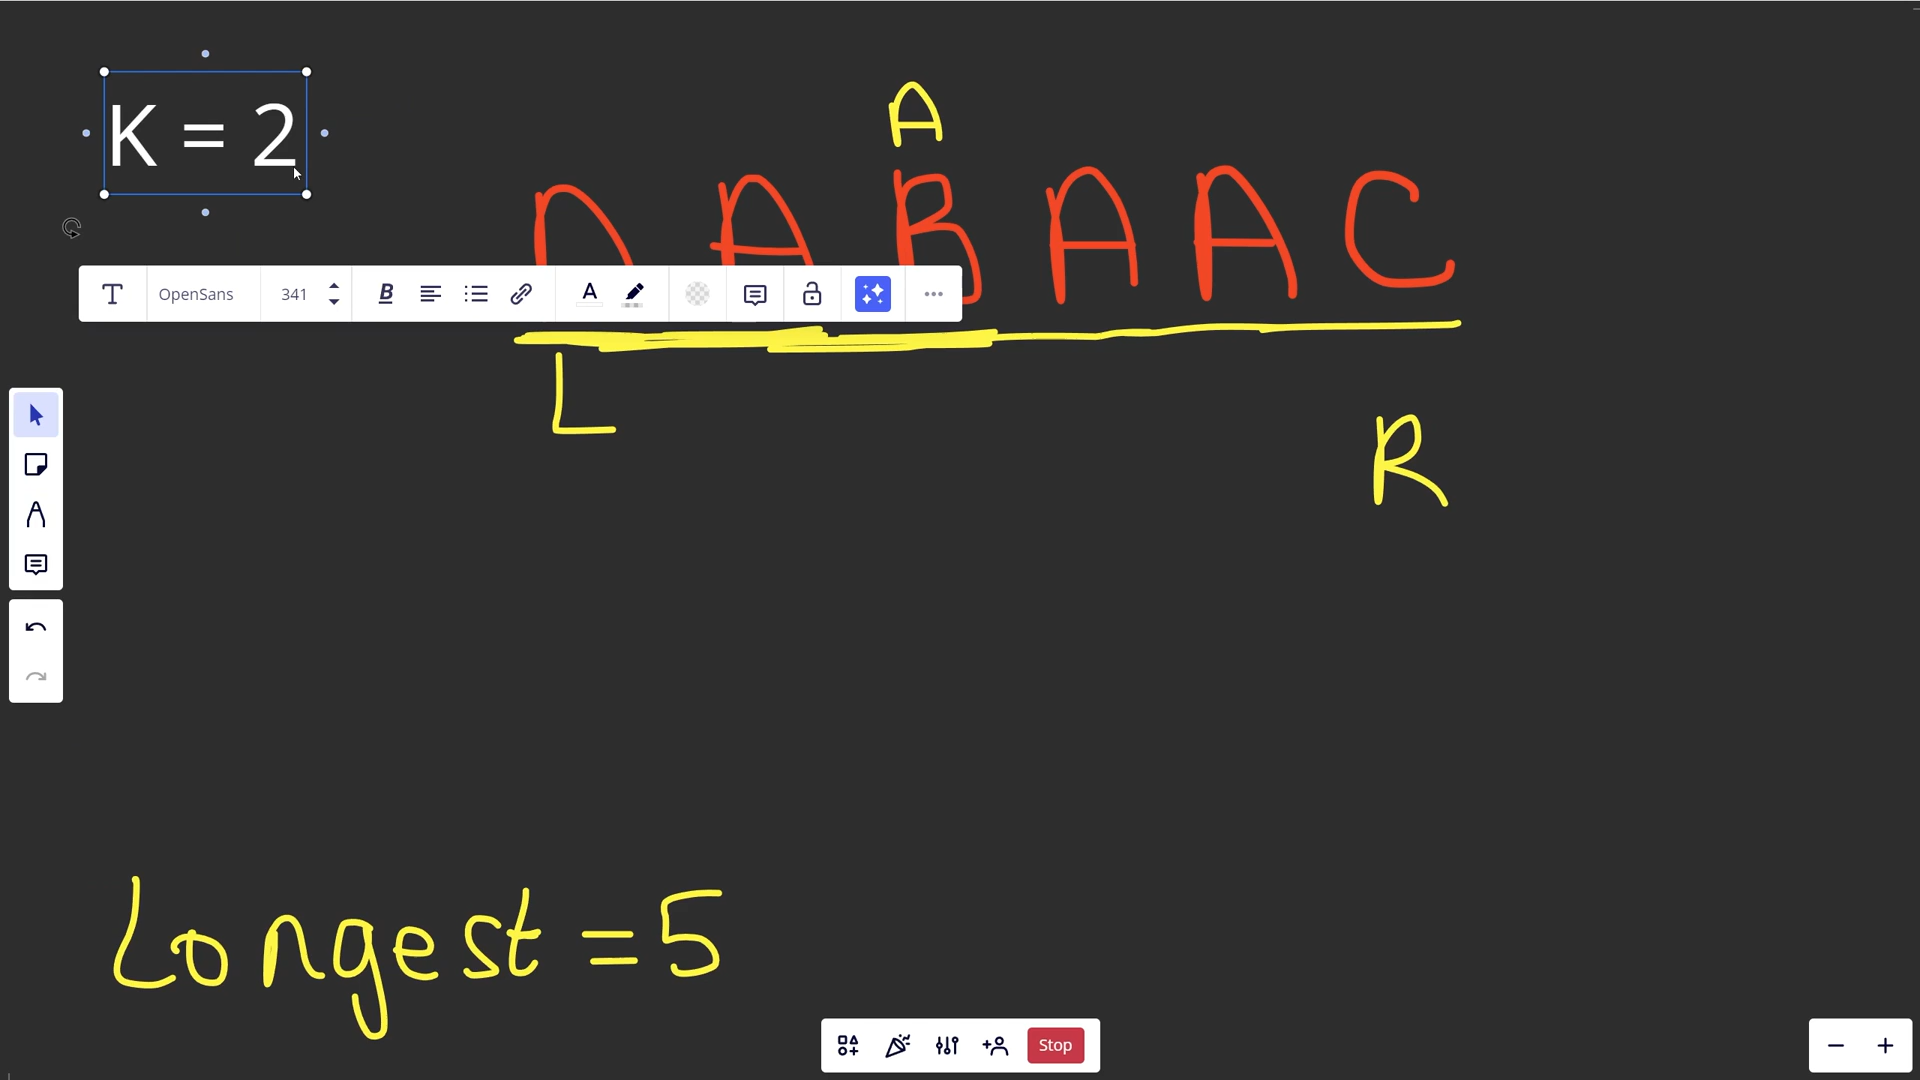 K = 2
A
A A B A A C
OpenSans 341 B A
L
R
Longest = 5
Stop